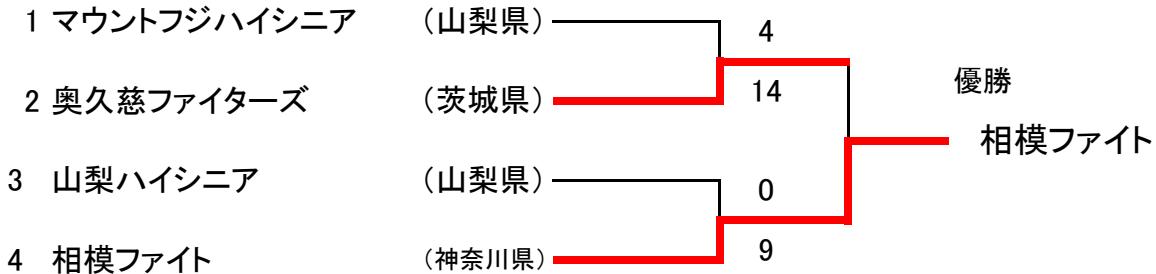 1 マウントフジハイシニア （山梨県）
4
2 奥久慈ファイターズ （茨城県）
14
優勝
相模ファイト
3 山梨ハイシニア （山梨県）
0
4 相模ファイト （神奈川県）
9